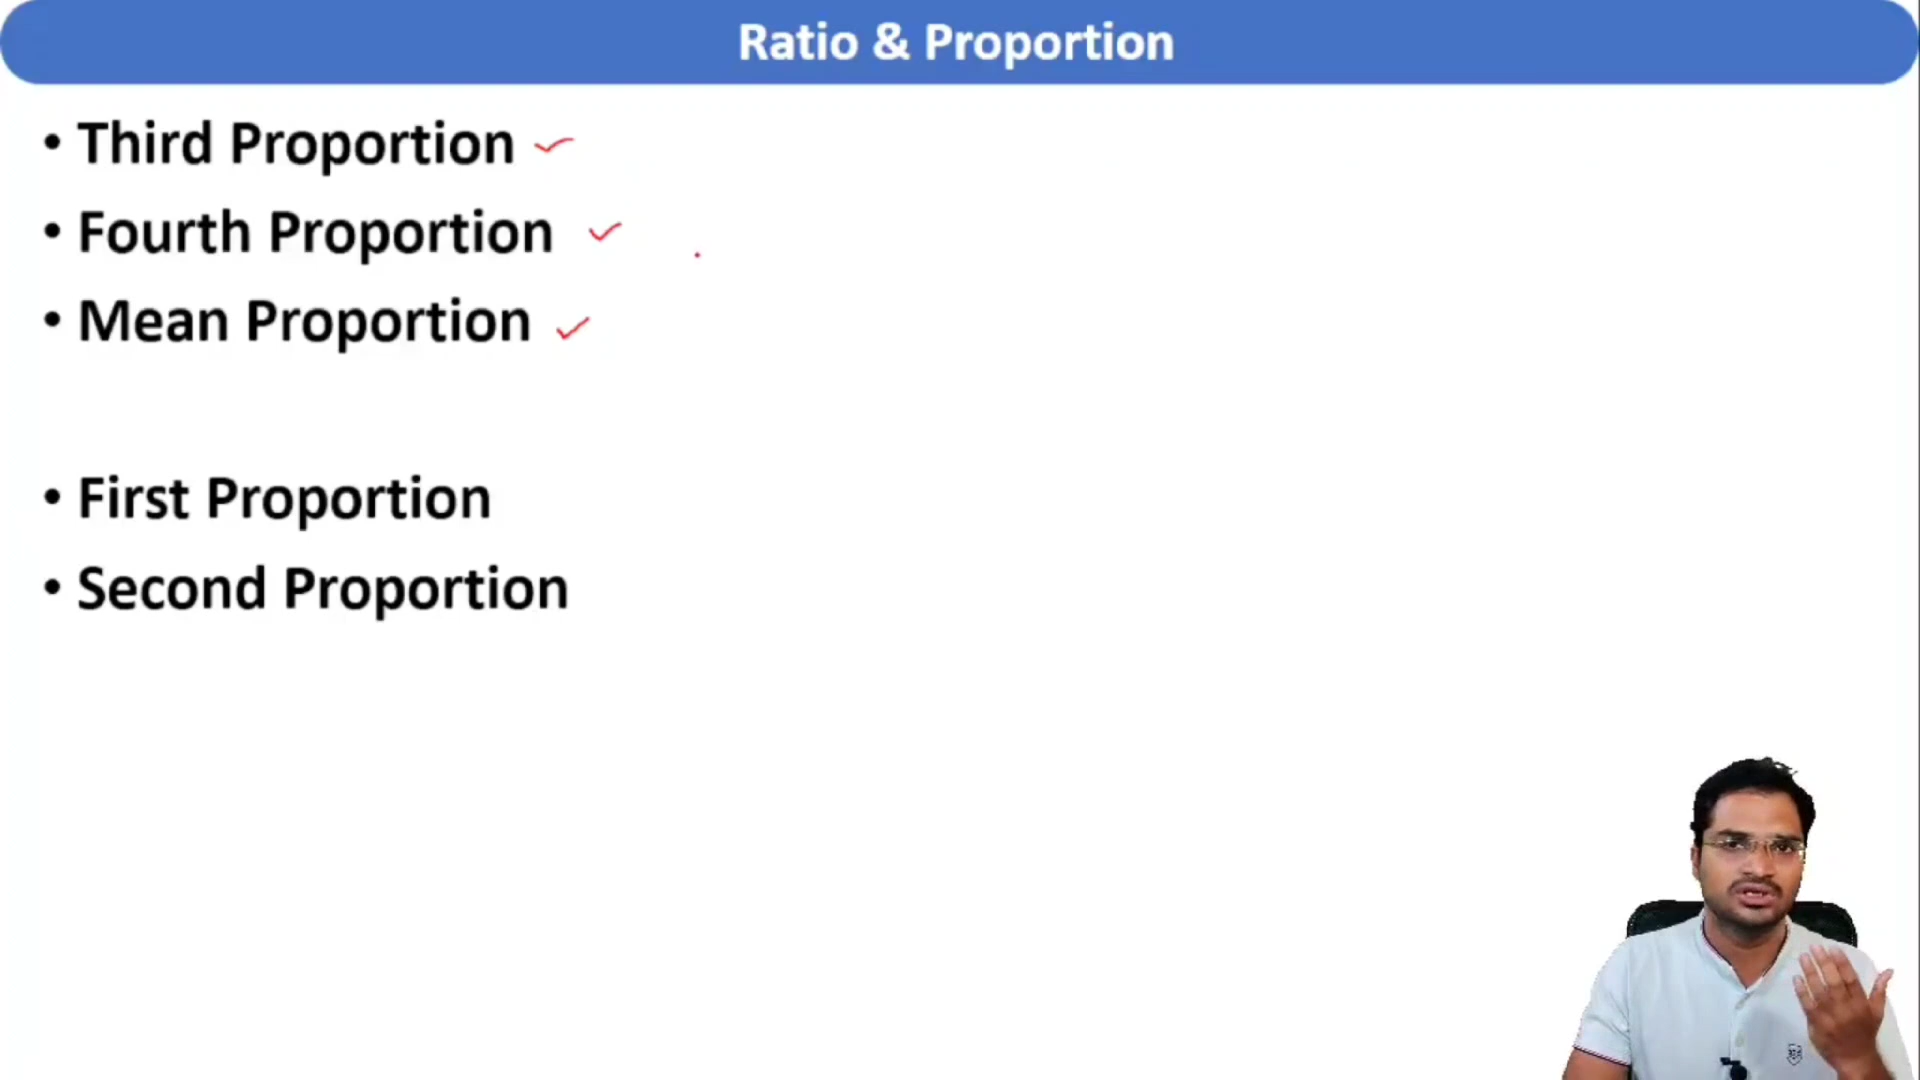 Ratio & Proportion
• Third Proportion
• Fourth Proportion
• Mean Proportion
• First Proportion
• Second Proportion